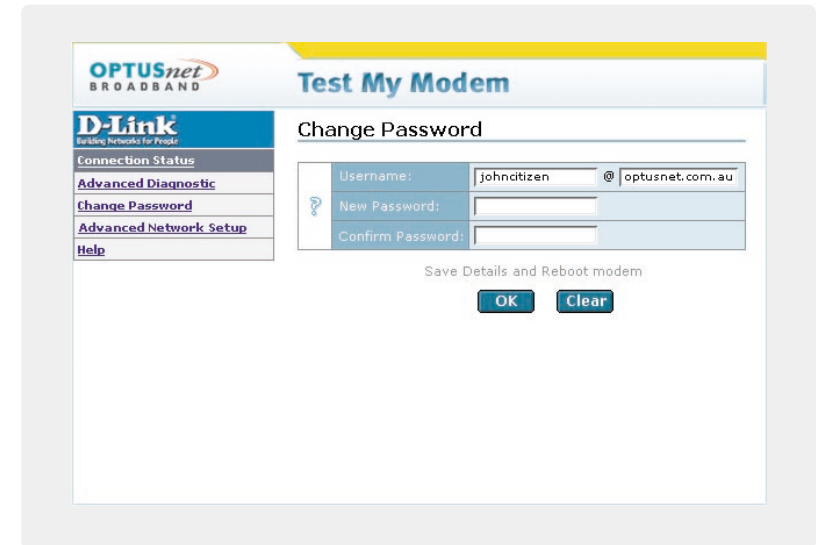 OPTUSnet
BROADBAND
Test My Modem
D-Link
Building Networks for People
Connection Status
Advanced Diagnostic
Change Password
Advanced Network Setup
Help
Change Password
?
Username: johncitizen @ optusnet.com.au
New Password:
Confirm Password:
Save Details and Reboot modem
OK Clear